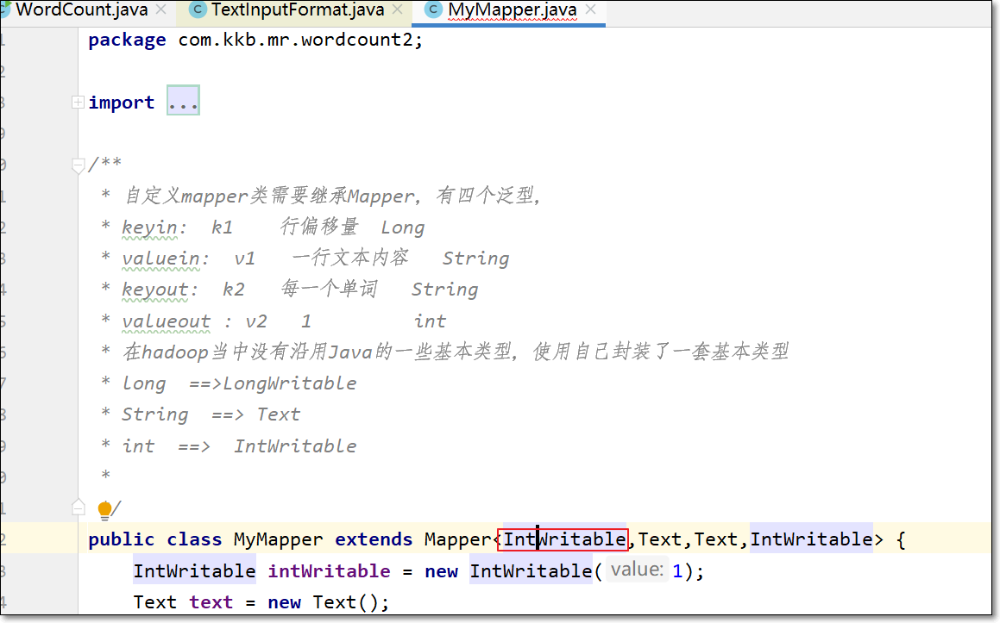 WordCount.java × TextInputFormat.java × MyMapper.java ×
package com.kkb.mr.wordcount2;
import ...
/**
* 自定义mapper类需要继承Mapper，有四个泛型，
* keyin: k1 行偏移量 Long
* valuein: v1 一行文本内容 String
* keyout: k2 每一个单词 String
* valueout : v2 1 int
* 在hadoop当中没有沿用Java的一些基本类型，使用自己封装了一套基本类型
* long ==>LongWritable
* String ==> Text
* int ==> IntWritable
*
/
public class MyMapper extends Mapper<IntWritable,Text,Text,IntWritable> {
IntWritable intWritable = new IntWritable( value: 1);
Text text = new Text();